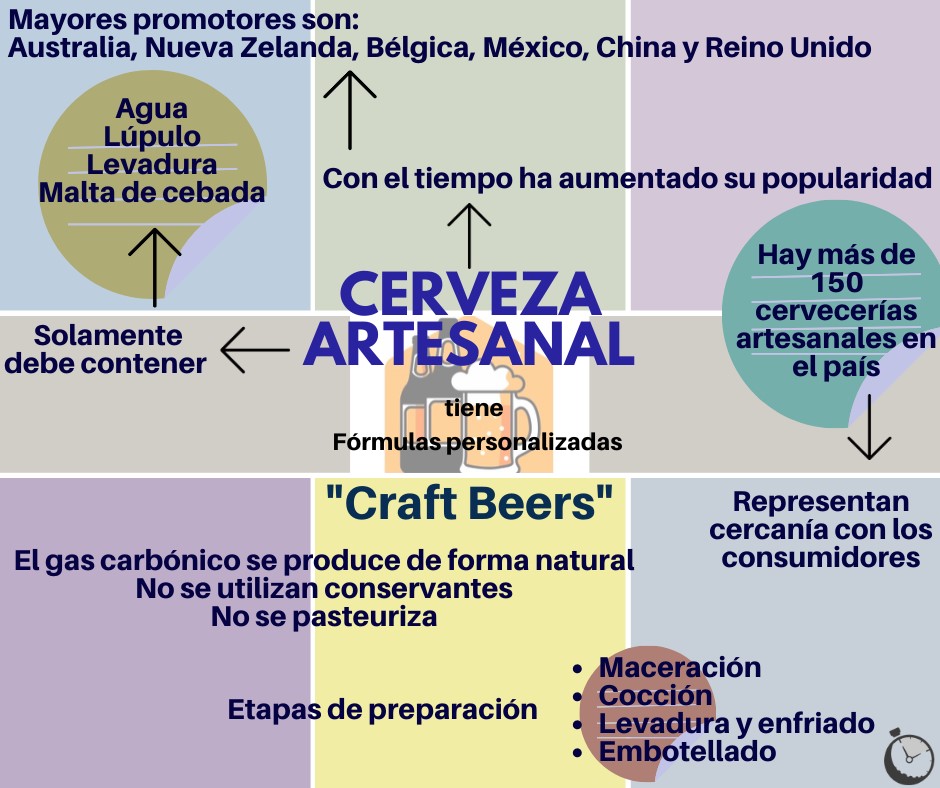 Mayores promotores son:
Australia, Nueva Zelanda, Bélgica, México, China y Reino Unido
Agua
Lúpulo
Levadura
Malta de cebada
Con el tiempo ha aumentado su popularidad
Hay más de
150
cervecerías
artesanales en
el país
CERVEZA
ARTESANAL
Solamente
debe contener
tiene
Fórmulas personalizadas
"Craft Beers"
Representan
cercanía con los
consumidores
El gas carbónico se produce de forma natural
No se utilizan conservantes
No se pasteuriza
Etapas de preparación
• Maceración
• Cocción
• Levadura y enfriado
• Embotellado